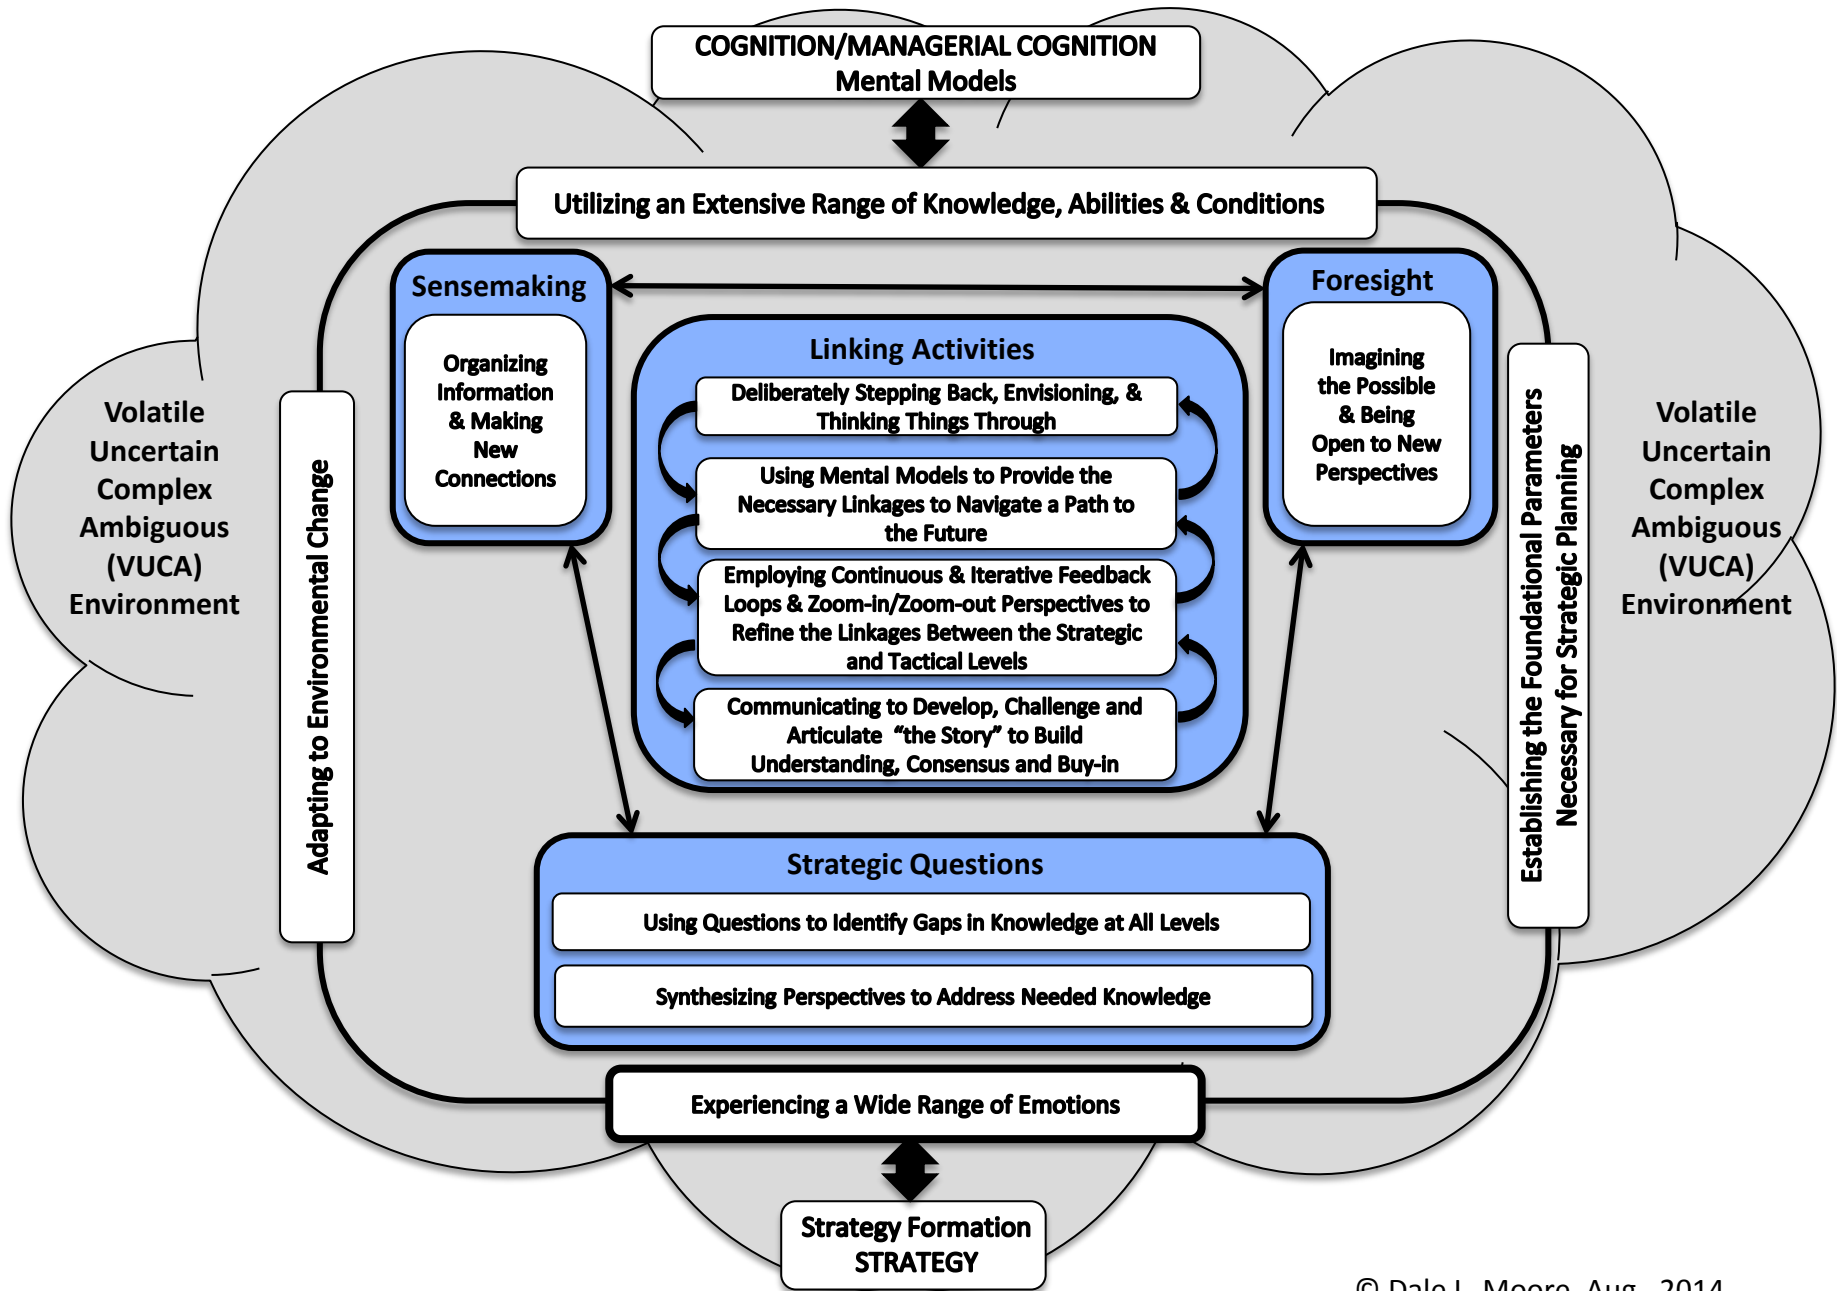 COGNITION/MANAGERIAL COGNITION
Mental Models
Utilizing an Extensive Range of Knowledge, Abilities & Conditions
Sensemaking
Organizing
Information
& Making
New
Connections
Foresight
Imagining
the Possible
& Being
Open to New
Perspectives
Linking Activities
Deliberately Stepping Back, Envisioning, &
Thinking Things Through
Using Mental Models to Provide the
Necessary Linkages to Navigate a Path to
the Future
Employing Continuous & Iterative Feedback
Loops & Zoom-in/Zoom-out Perspectives to
Refine the Linkages Between the Strategic
and Tactical Levels
Communicating to Develop, Challenge and
Articulate “the Story” to Build
Understanding, Consensus and Buy-in
Volatile
Uncertain
Complex
Ambiguous
(VUCA)
Environment
Adapting to Environmental Change
Establishing the Foundational Parameters
Necessary for Strategic Planning
Volatile
Uncertain
Complex
Ambiguous
(VUCA)
Environment
Strategic Questions
Using Questions to Identify Gaps in Knowledge at All Levels
Synthesizing Perspectives to Address Needed Knowledge
Experiencing a Wide Range of Emotions
Strategy Formation
STRATEGY
© Dale L. Moore, Aug., 2014